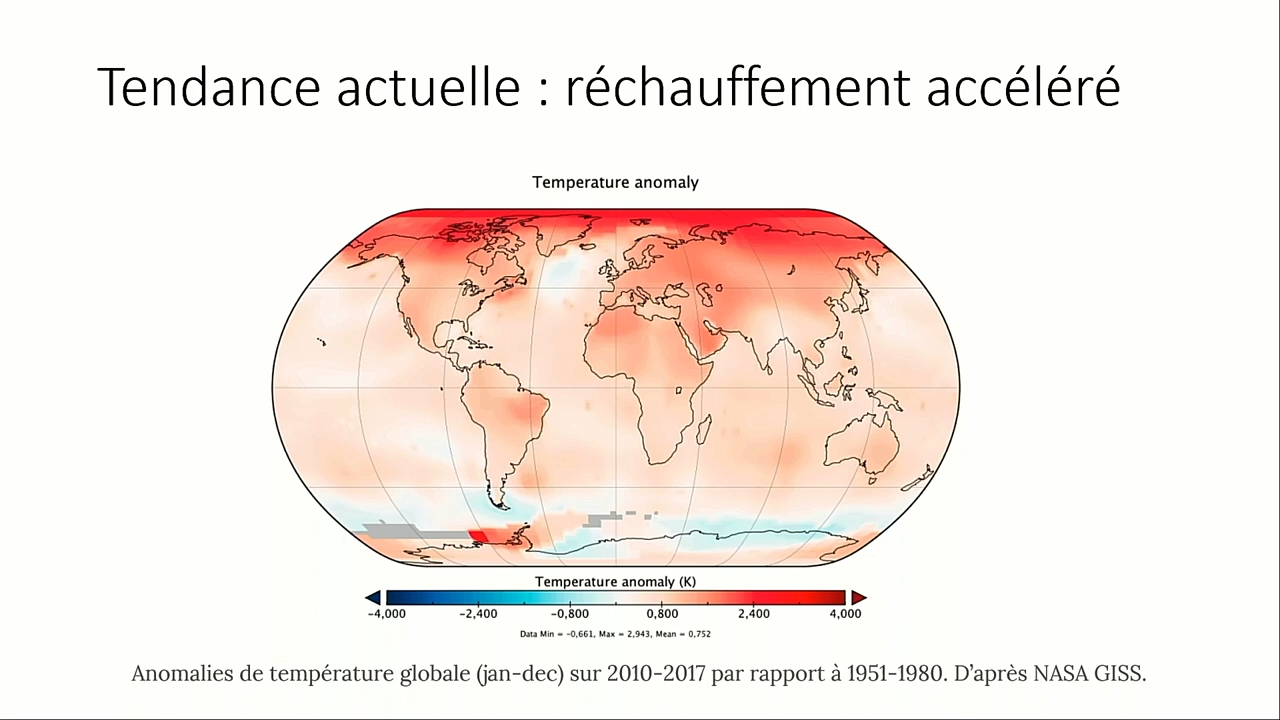 Tendance actuelle : réchauffement accéléré
Temperature anomaly
Temperature anomaly (K)
-4,000 -2,400 -0,800 0,800 2,400 4,000
Data Min = -0,661, Max = 2,943, Mean = 0,752
Anomalies de température globale (jan-dec) sur 2010-2017 par rapport à 1951-1980. D’après NASA GISS.